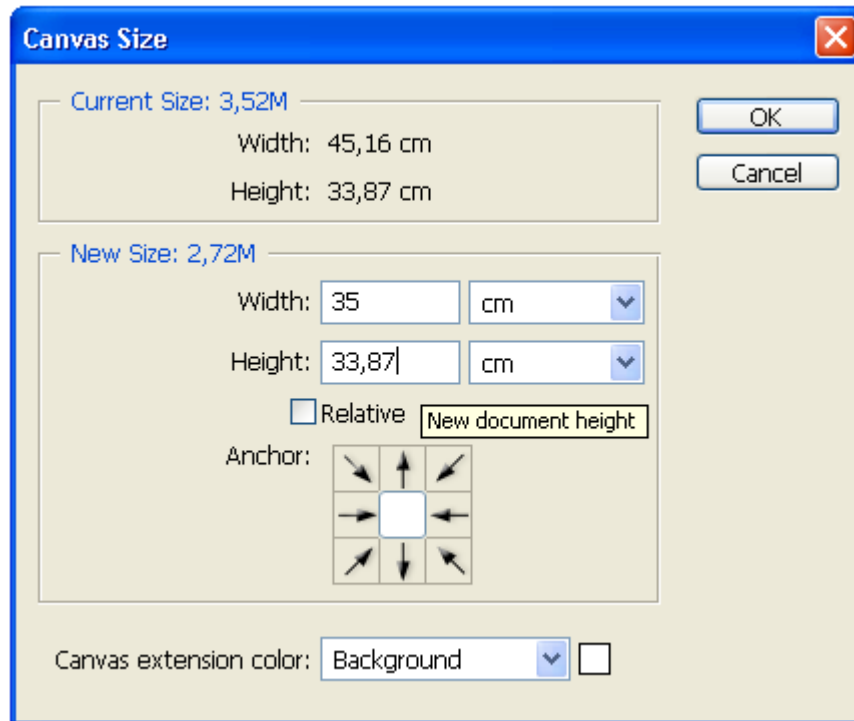 Canvas Size
Current Size: 3,52M
OK
Width: 45,16 cm
Cancel
Height: 33,87 cm
New Size: 2,72M
Width: 35 cm
Height: 33,87 cm
Relative
New document height
Anchor:
Canvas extension color: Background